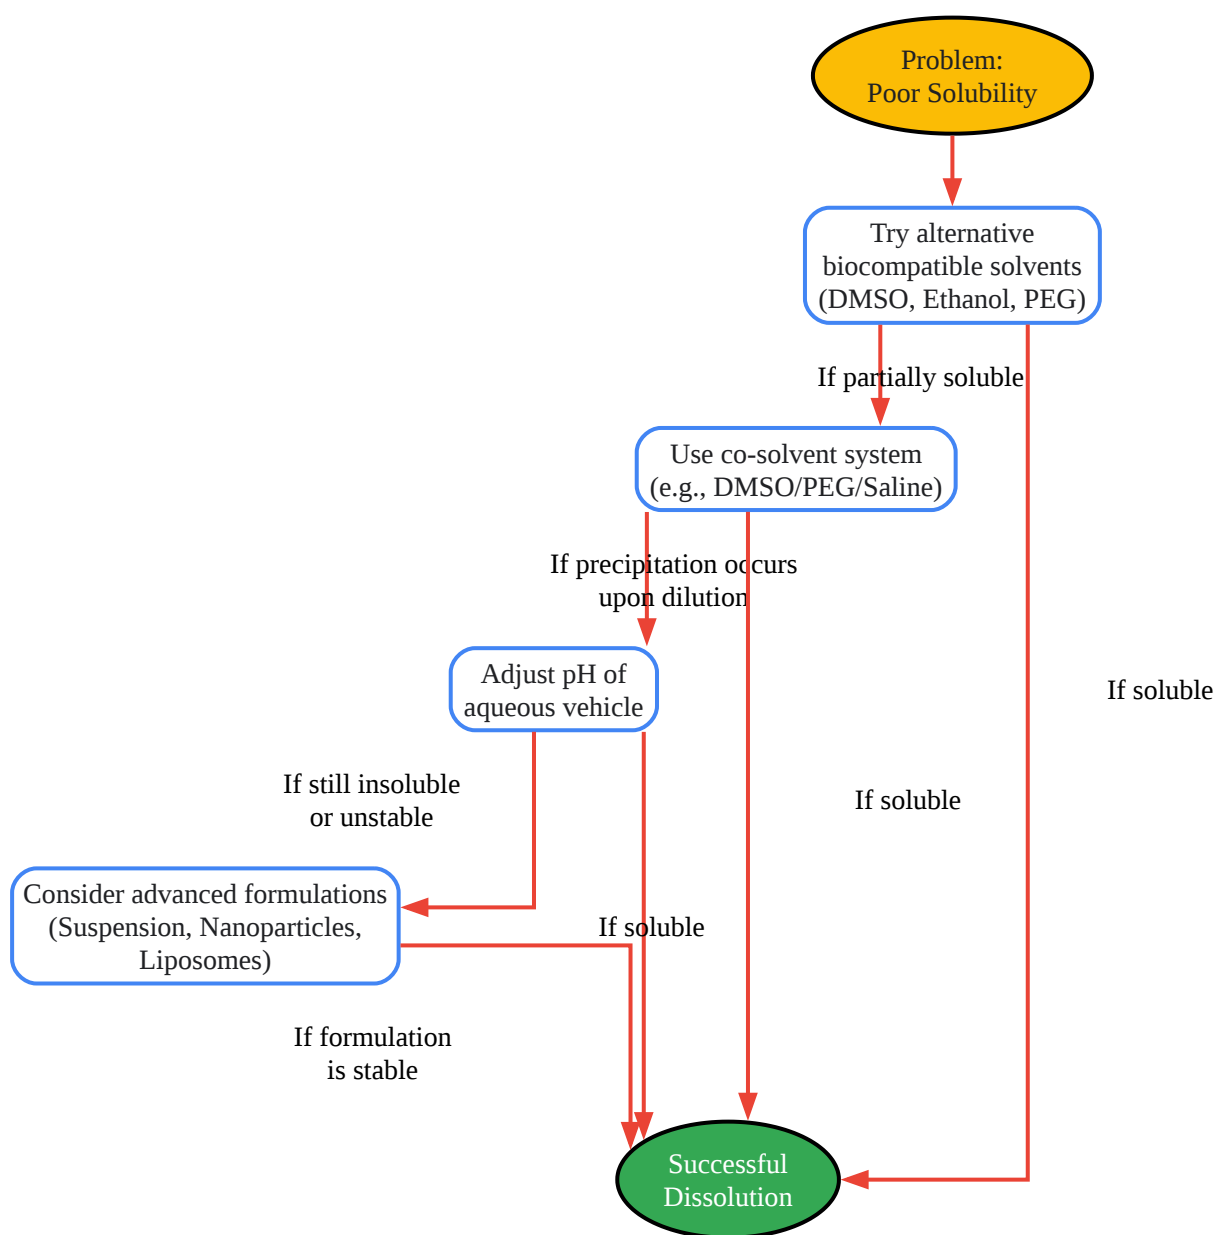 Problem:
Poor Solubility
Try alternative
biocompatible solvents
(DMSO, Ethanol, PEG)
If partially soluble
Use co-solvent system
(e.g., DMSO/PEG/Saline)
If precipitation occurs
upon dilution
Adjust pH of
aqueous vehicle
If soluble
If still insoluble
or unstable
If soluble
Consider advanced formulations
(Suspension, Nanoparticles,
Liposomes)
If soluble
If formulation
is stable
Successful
Dissolution